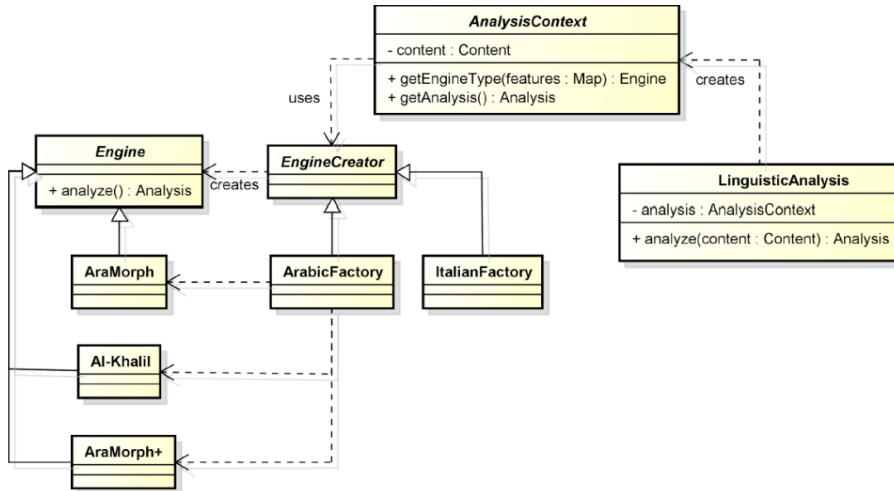 AnalysisContext
- content : Content
+ getEngineType(features : Map) : Engine
+ getAnalysis() : Analysis
uses
creates
Engine
+ analyze() : Analysis
creates
EngineCreator
LinguisticAnalysis
- analysis : AnalysisContext
+ analyze(content : Content) : Analysis
AraMorph
ArabicFactory
ItalianFactory
Al-Khalil
AraMorph+